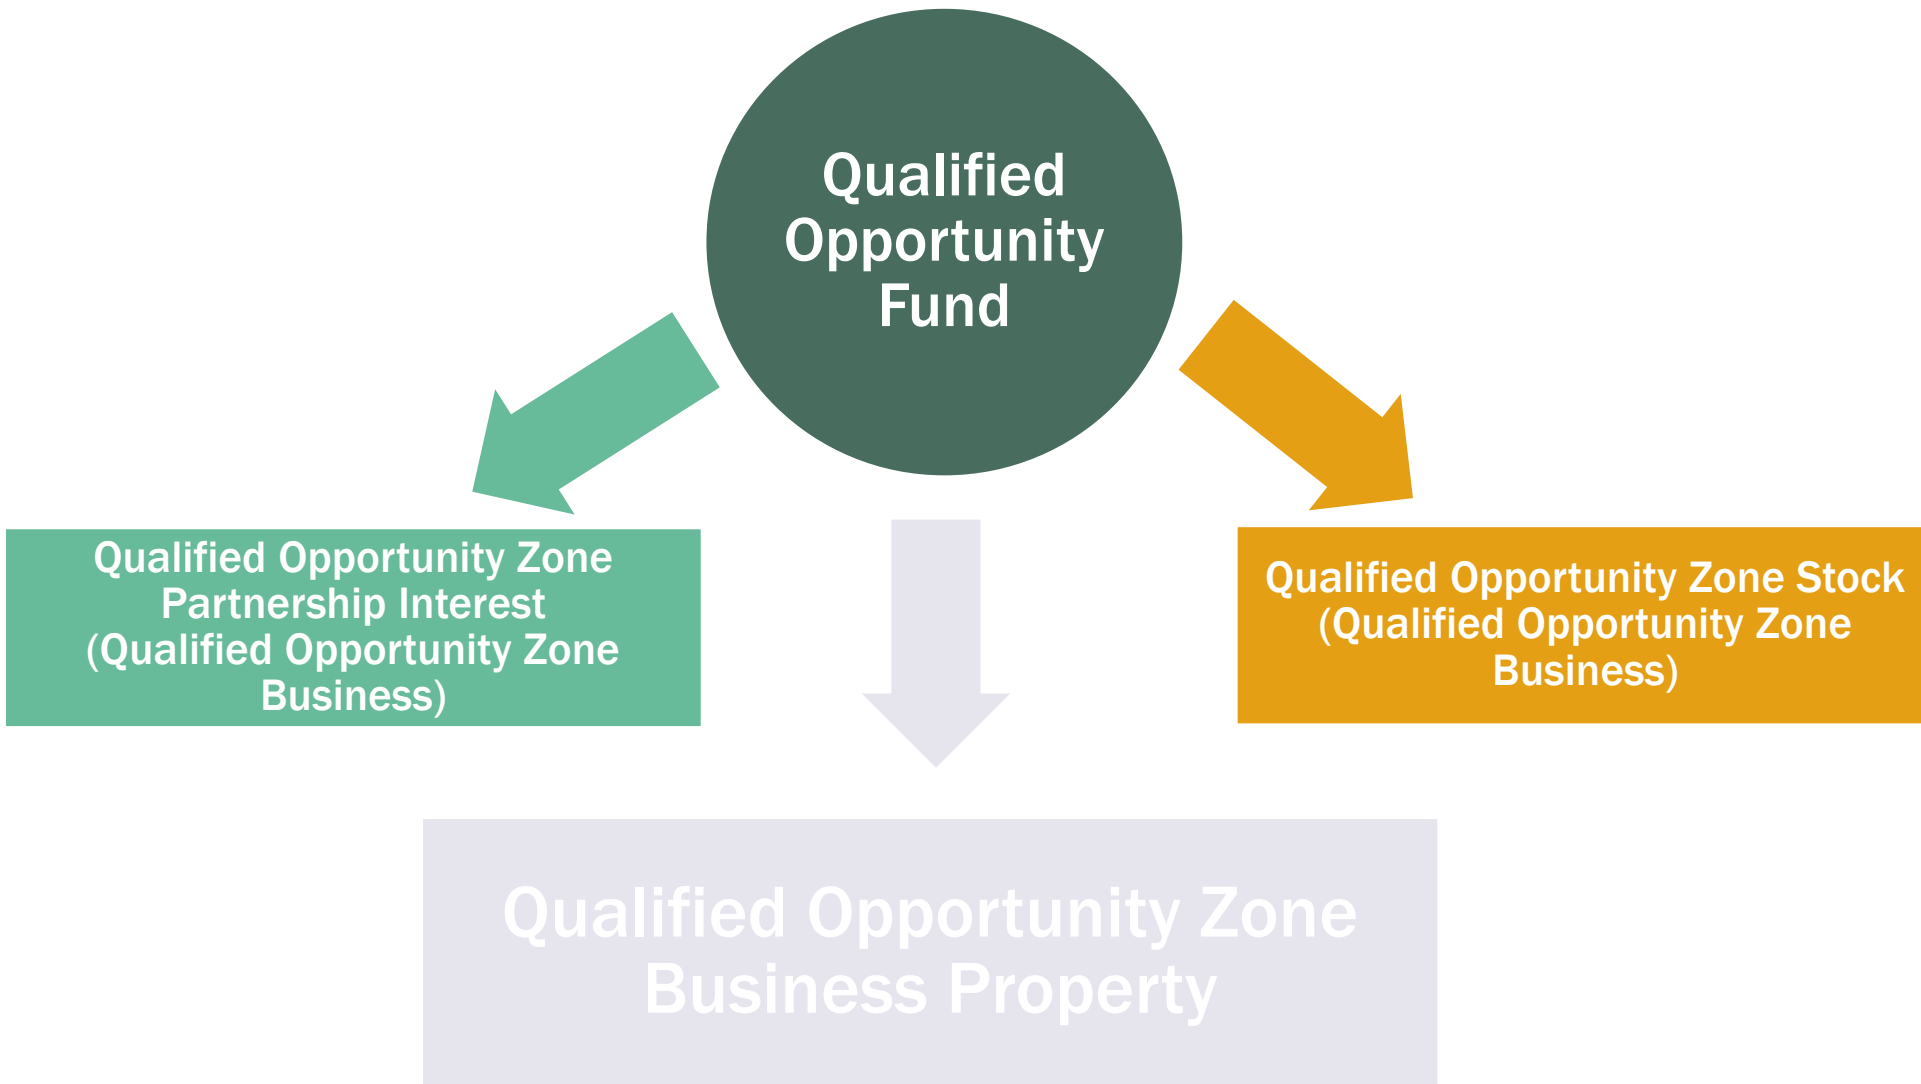 Qualified
Opportunity
Fund
Qualified Opportunity Zone
Partnership Interest
(Qualified Opportunity Zone
Business)
Qualified Opportunity Zone Stock
(Qualified Opportunity Zone
Business)
Qualified Opportunity Zone
Business Property